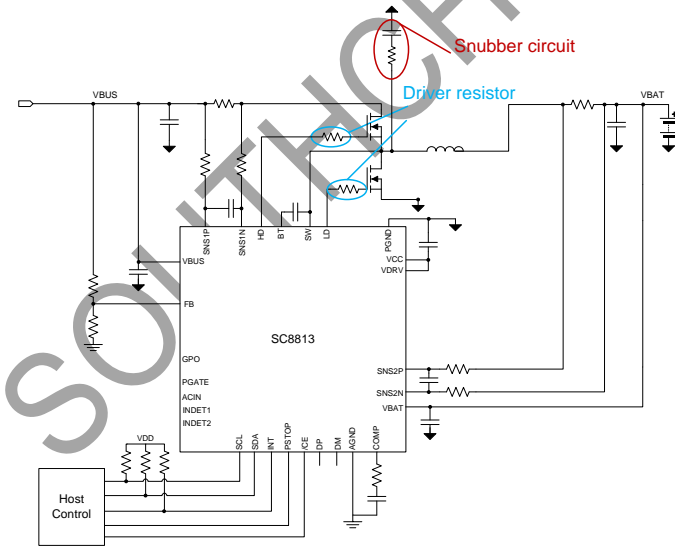 Snubber circuit
Driver resistor
VBUS
VBAT
SNS1P
SNS1N
HD
BT
SW
LD
PGND
VBUS
VCC
VDRV
FB
SC8813
GPO
PGATE
ACIN
INDET1
INDET2
SNS2P
SNS2N
VBAT
SCL
SDA
INT
PSTOP
/CE
DP
DM
AGND
COMP
VDD
Host
Control